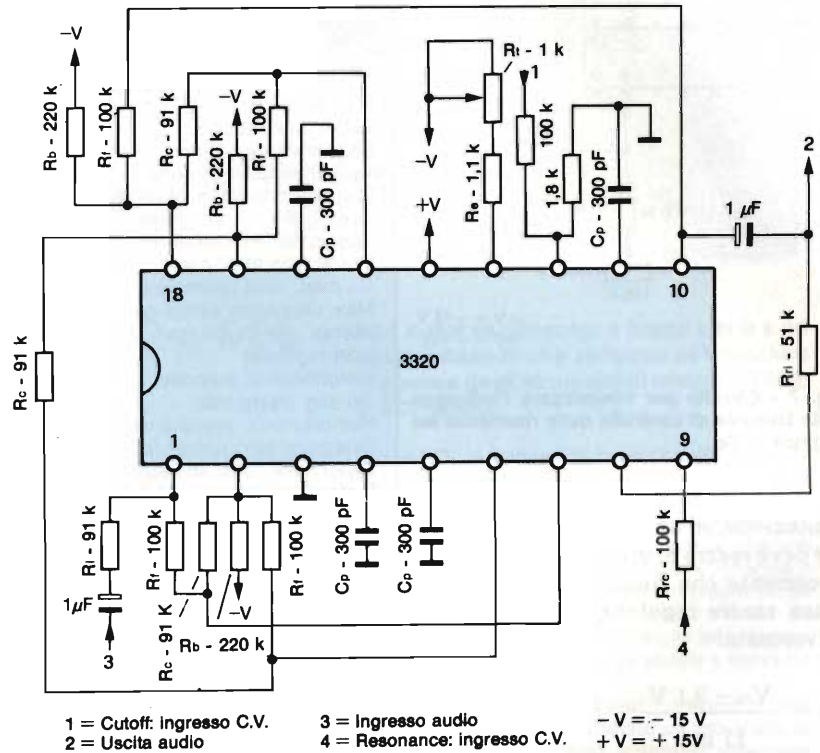 −V
Rb - 220 k
Rf - 100 k
Rc - 91 k
−V
Rb - 220 k
Rf - 100 k
Cp - 300 pF
−V
+V
Rt - 1 k
Re - 1,1 k
1
100 k
1,8 k
Cp - 300 pF
1 µF
2
18
10
3320
Rc - 91 k
Rri - 51 k
1
9
Ri - 91 k
1µF
3
Rf - 100 k
Rc - 91 K
−V
Rb - 220 k
Rf - 100 k
Cp - 300 pF
Cp - 300 pF
Rrc - 100 k
4
1 = Cutoff: ingresso C.V.
2 = Uscita audio
3 = Ingresso audio
4 = Resonance: ingresso C.V.
− V = − 15 V
+ V = + 15V